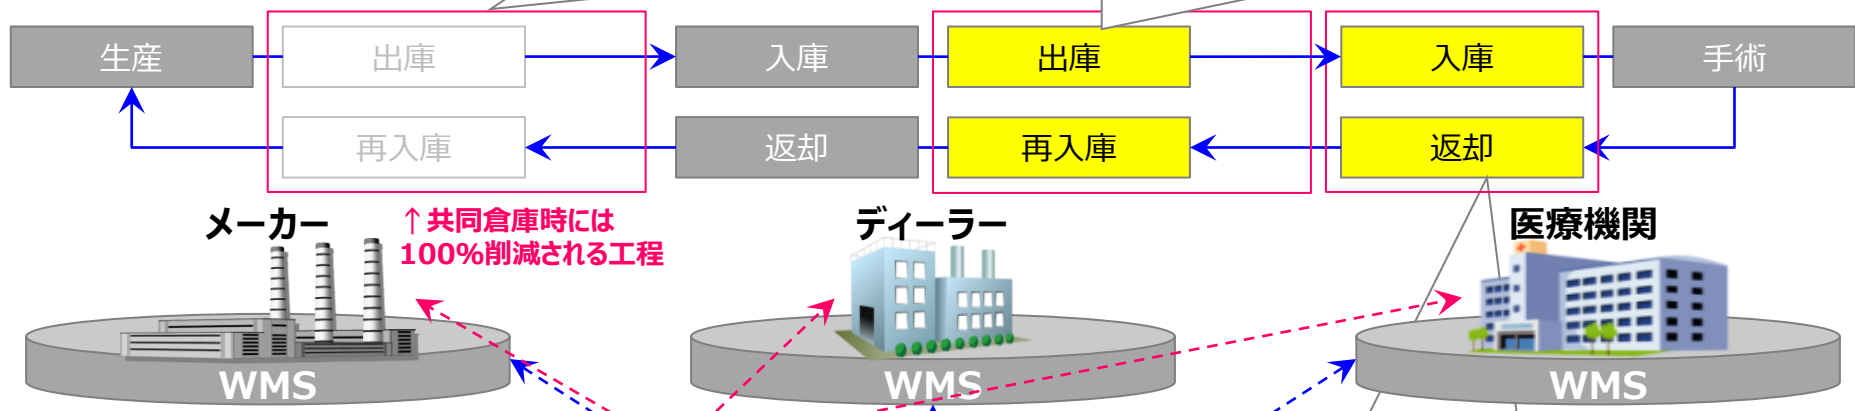 生産
出庫
入庫
出庫
入庫
手術
再入庫
返却
再入庫
返却
メーカー
↑共同倉庫時には
100%削減される工程
ディーラー
医療機関
WMS
WMS
WMS